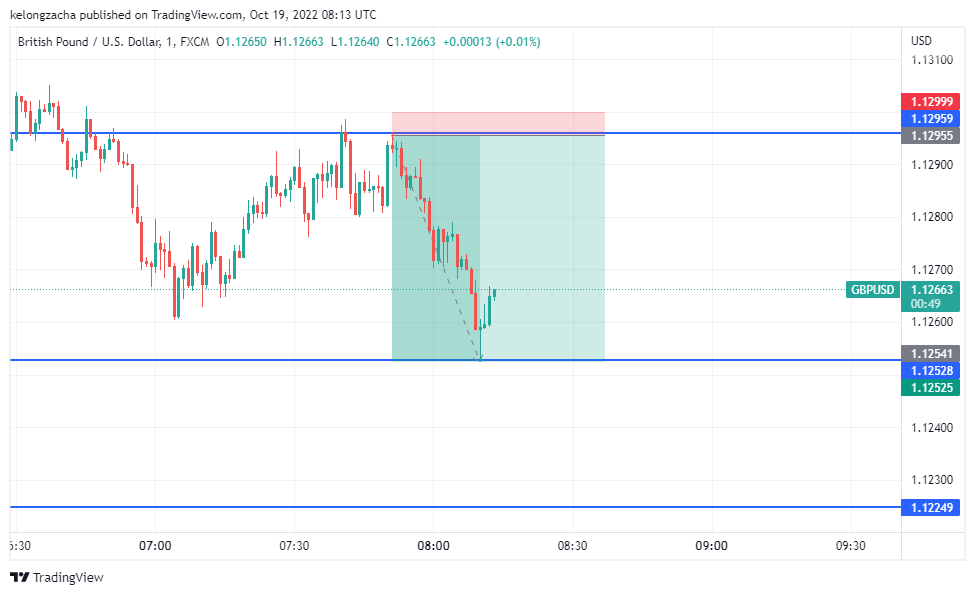 kelongzacha published on TradingView.com, Oct 19, 2022 08:13 UTC
British Pound / U.S. Dollar, 1, FXCM O1.12650 H1.12663 L1.12640 C1.12663 +0.00013 (+0.01%)
USD
1.13100
1.12999
1.12959
1.12955
1.12900
1.12800
1.12700
GBPUSD 1.12663
00:49
1.12600
1.12541
1.12528
1.12525
1.12400
1.12300
1.12249
:30 07:00 07:30 08:00 08:30 09:00 09:30
TradingView